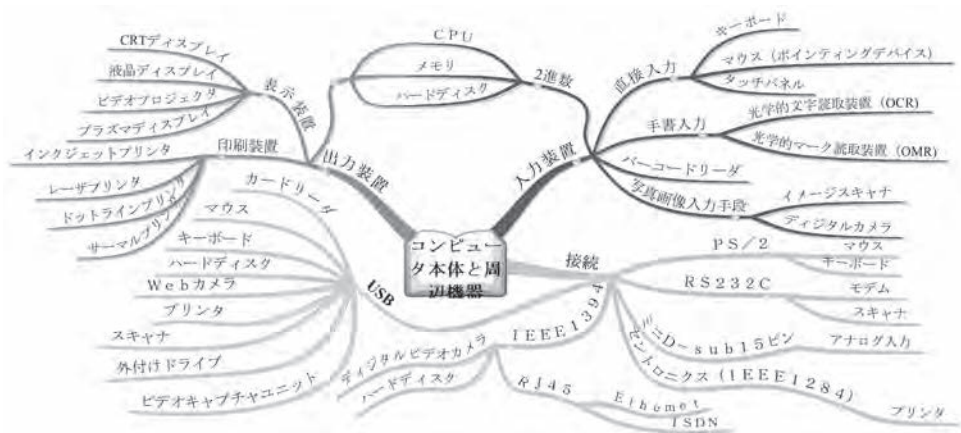 CRTディスプレイ
液晶ディスプレイ
ビデオプロジェクタ
プラズマディスプレイ
表示装置
インクジェットプリンタ
レーザプリンタ
ドットラインプリンタ
サーマルプリンタ
印刷装置
出力装置
CPU
メモリ
ハードディスク
2進数
入力装置
直接入力
キーボード
マウス（ポインティングデバイス）
タッチパネル
手書入力
光学的文字読取装置（OCR）
光学的マーク読取装置（OMR）
バーコードリーダ
写真画像入力手段
イメージスキャナ
ディジタルカメラ
コンピュー
タ本体と周
辺機器
接続
PS/2
マウス
キーボード
RS232C
モデム
スキャナ
ミニD-sub15ピン
アナログ入力
セントロニクス（IEEE1284）
プリンタ
IEEE1394
ディジタルビデオカメラ
ハードディスク
RJ45
Ethernet
ISDN
USB
カードリーダ
マウス
キーボード
ハードディスク
Webカメラ
プリンタ
スキャナ
外付けドライブ
ビデオキャプチャユニット